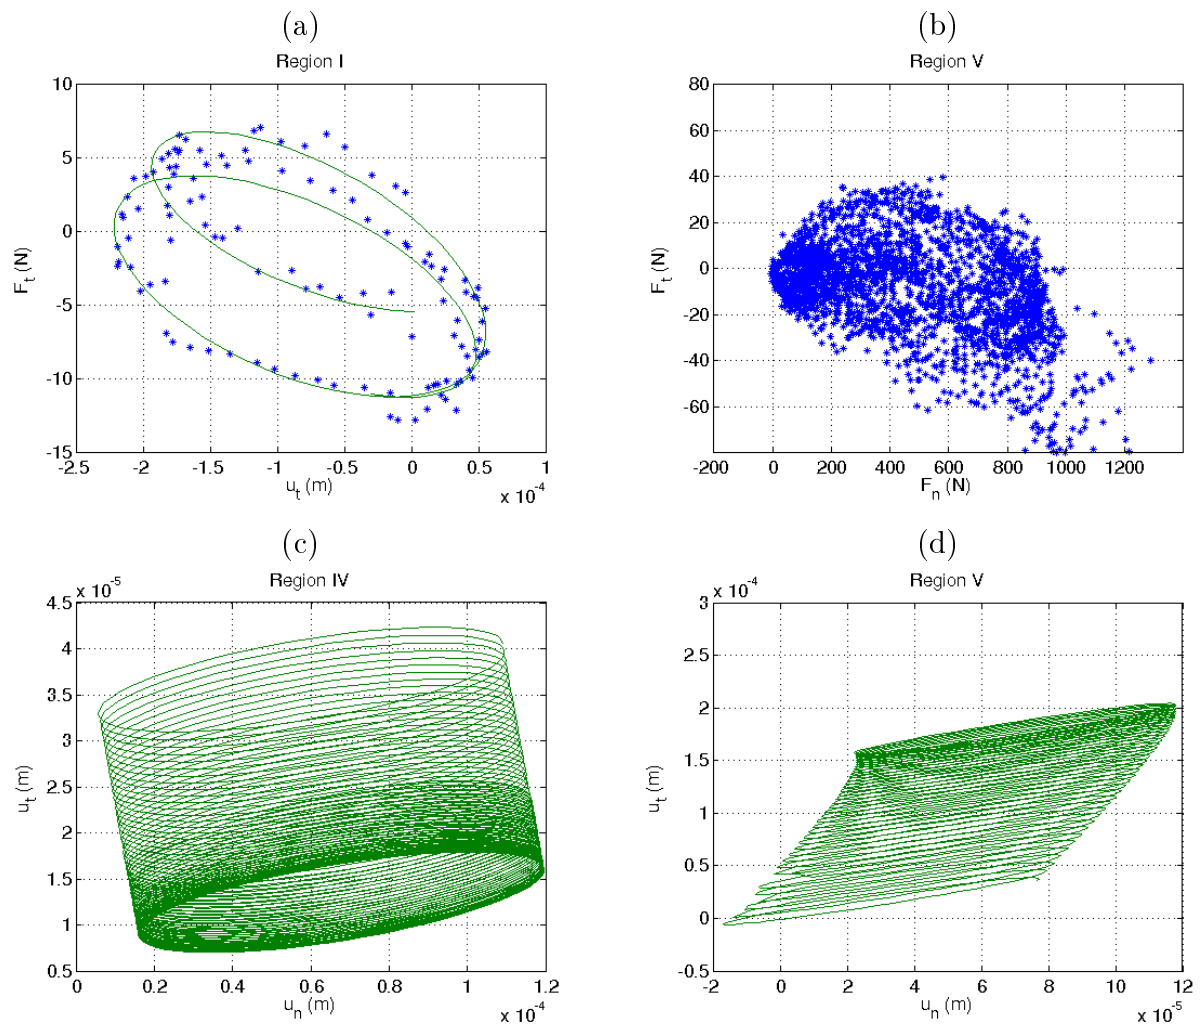 (a)
Region I
10
5
0
-5
-10
-15
F_t (N)
-2.5 -2 -1.5 -1 -0.5 0 0.5 1
u_t (m)
x 10^-4
(b)
Region V
80
60
40
20
0
-20
-40
-60
F_t (N)
-200 0 200 400 600 800 1000 1200
F_n (N)
(c)
Region IV
x 10^-5
4.5
4
3.5
3
2.5
2
1.5
1
0.5
u_t (m)
0 0.2 0.4 0.6 0.8 1 1.2
u_n (m)
x 10^-4
(d)
Region V
x 10^-4
3
2.5
2
1.5
1
0.5
0
-0.5
u_t (m)
-2 0 2 4 6 8 10 12
u_n (m)
x 10^-5